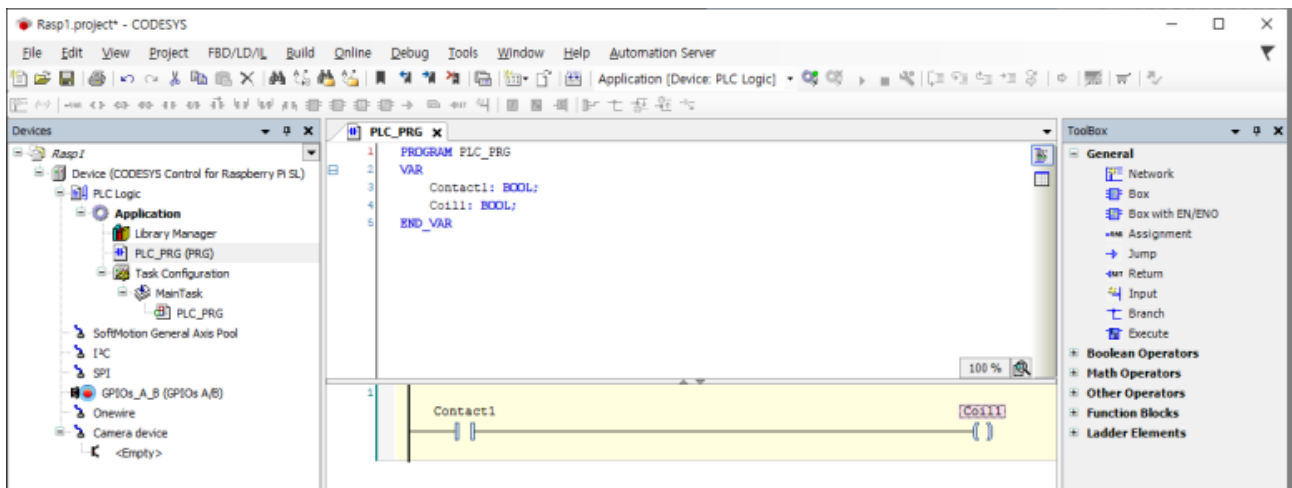 Rasp1.project* - CODESYS
File Edit View Project FBD/LD/IL Build Online Debug Tools Window Help Automation Server
Application [Device: PLC Logic]
Devices
Rasp1
Device (CODESYS Control for Raspberry Pi SL)
PLC Logic
Application
Library Manager
PLC_PRG (PRG)
Task Configuration
MainTask
PLC_PRG
SoftMotion General Axis Pool
I²C
SPI
GPIOs_A_B (GPIOs A/B)
Onewire
Camera device
<Empty>
PLC_PRG
1 PROGRAM PLC_PRG
2 VAR
3 Contact1: BOOL;
4 Coil1: BOOL;
5 END_VAR
100 %
1
Contact1 Coil1
ToolBox
General
Network
Box
Box with EN/ENO
Assignment
Jump
Return
Input
Branch
Execute
Boolean Operators
Math Operators
Other Operators
Function Blocks
Ladder Elements